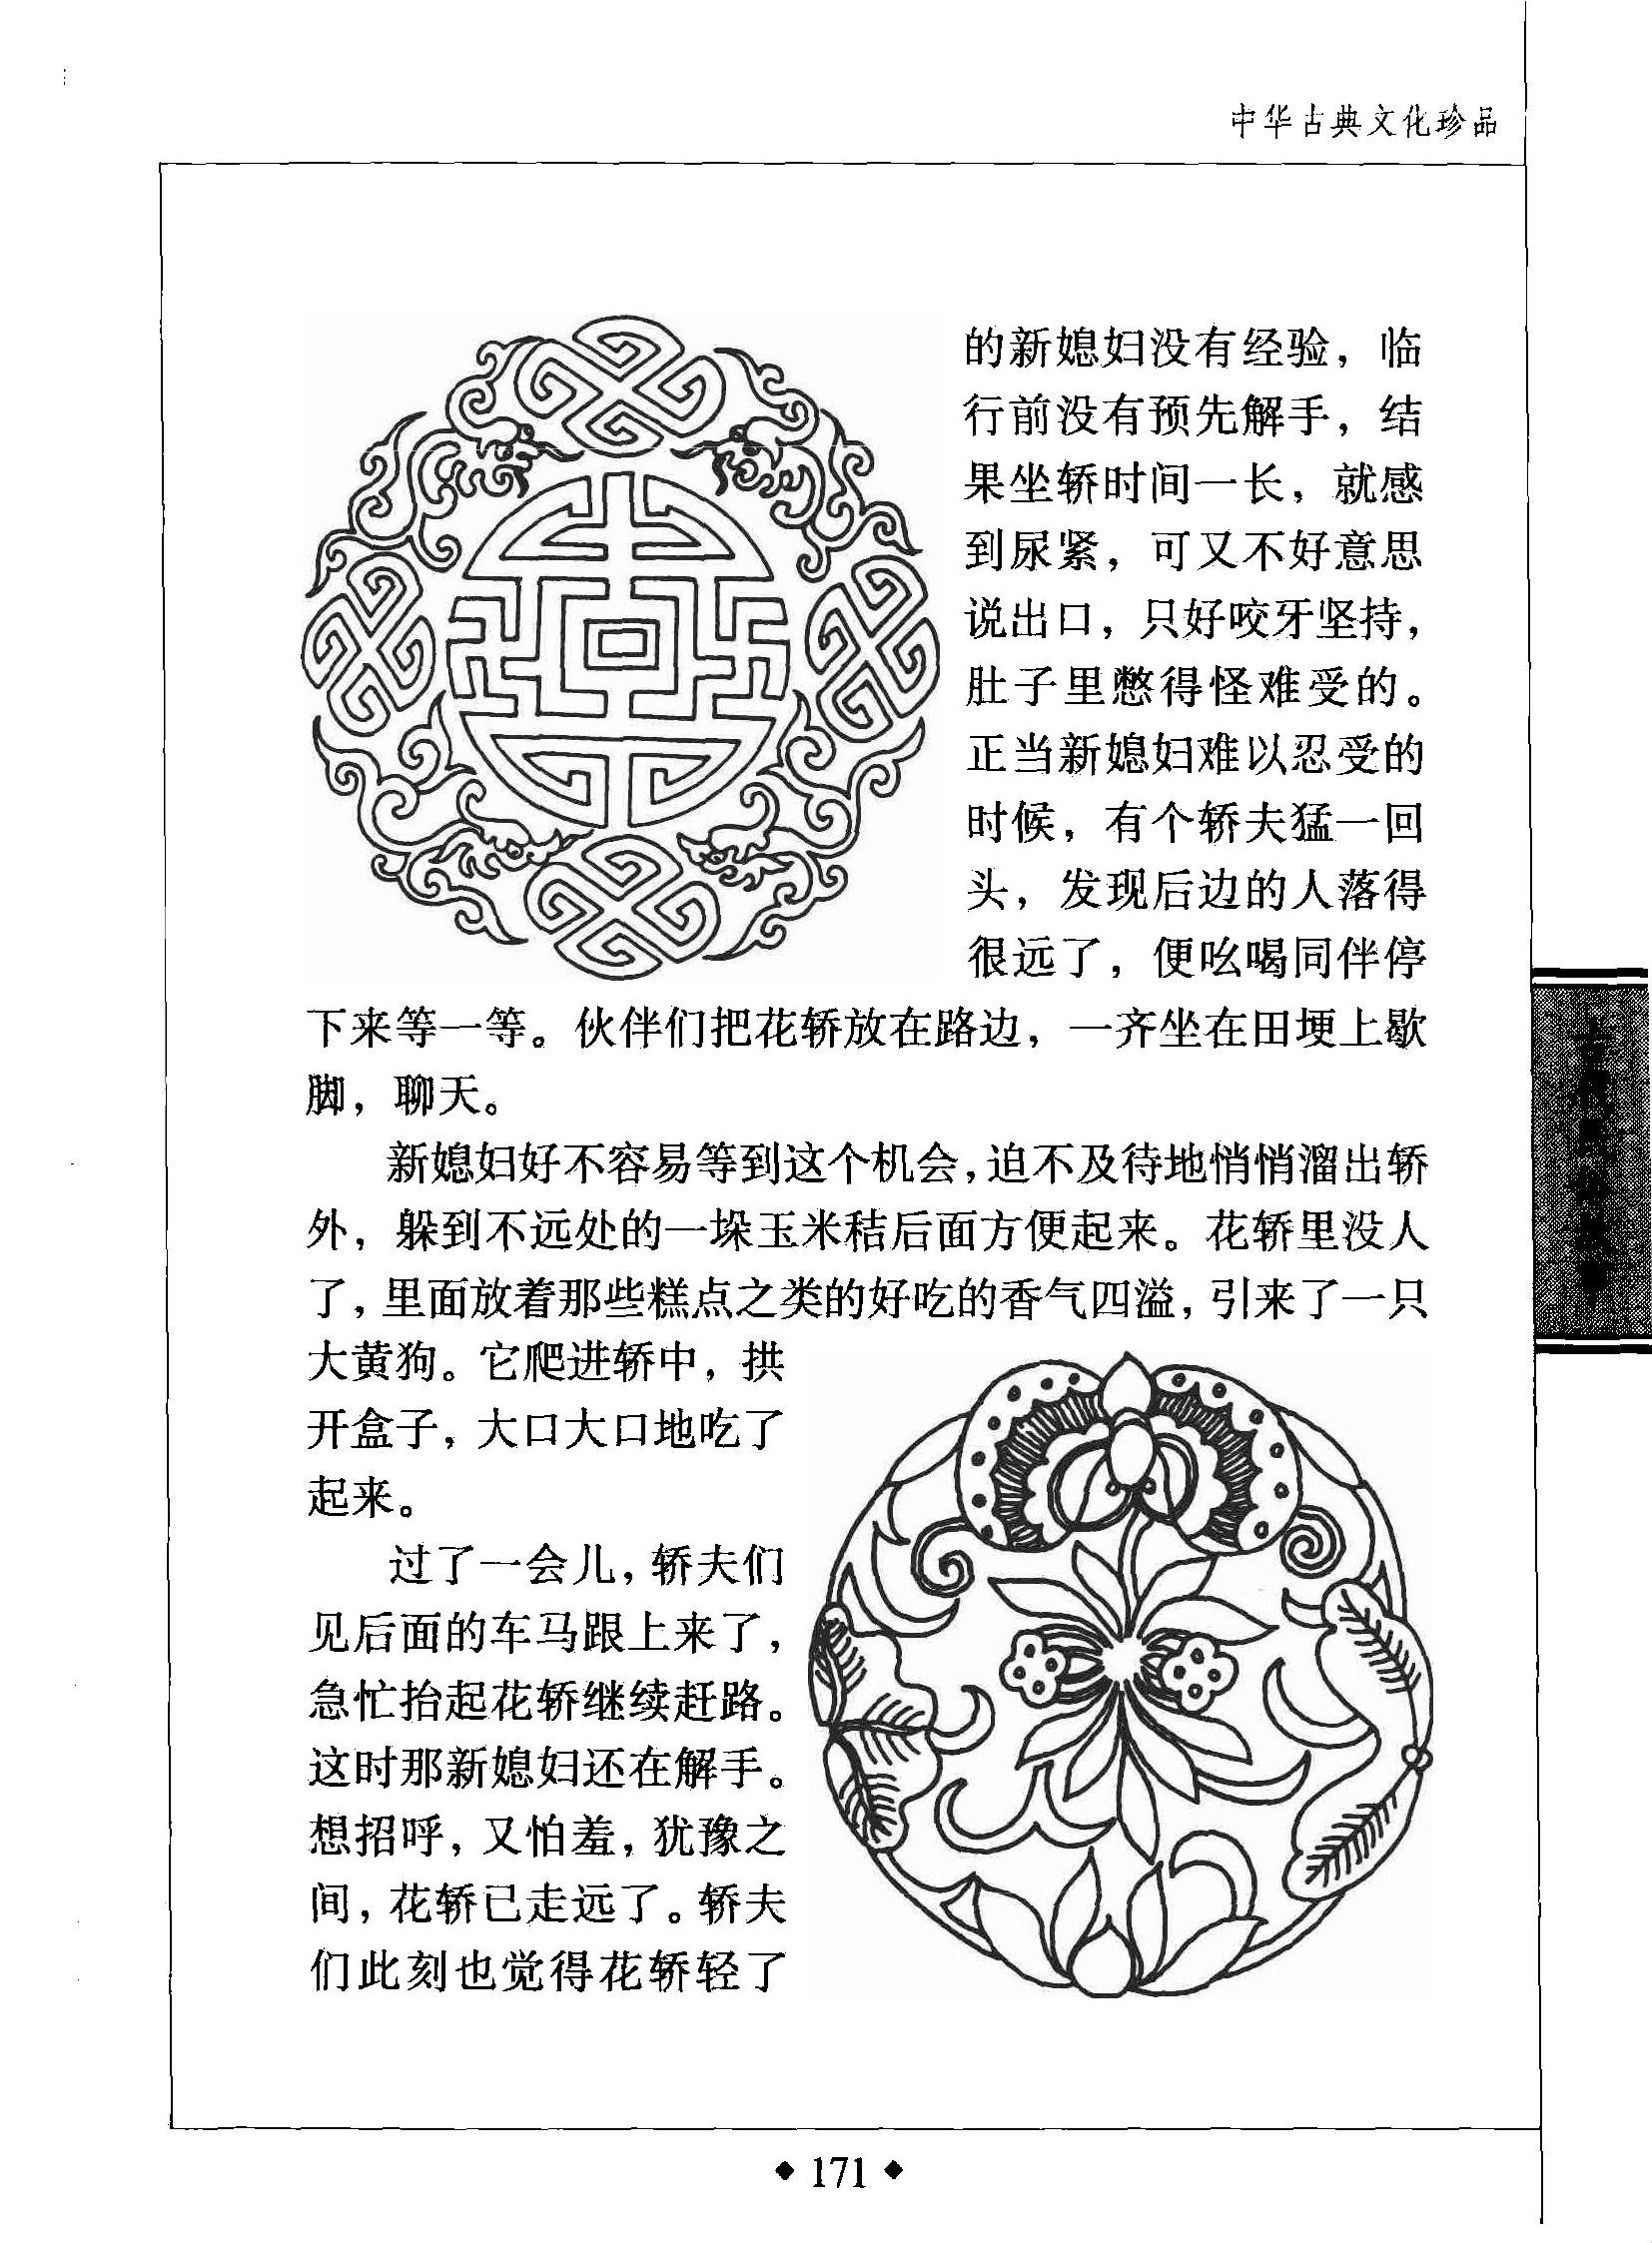 中华古典文化珍品
的新媳妇没有经验，临
行前没有预先解手，结
果坐轿时间一长，就感
到尿紧，可又不好意思
说出口，只好咬牙坚持，
肚子里憋得怪难受的。
正当新媳妇难以忍受的
时候，有个轿夫猛一回
头，发现后边的人落得
很远了，便吆喝同伴停
下来等一等。伙伴们把花轿放在路边，一齐坐在田埂上歇
脚，聊天。
新媳妇好不容易等到这个机会，迫不及待地悄悄溜出轿
外，躲到不远处的一垛玉米秸后面方便起来。花轿里没人
了，里面放着那些糕点之类的好吃的香气四溢，引来了一只
大黄狗。它爬进轿中，拱
开盒子，大口大口地吃了
起来。
过了一会儿，轿夫们
见后面的车马跟上来了，
急忙抬起花轿继续赶路。
这时那新媳妇还在解手。
想招呼，又怕羞，犹豫之
间，花轿已走远了。轿夫
们此刻也觉得花轿轻了
◆ 171 ◆